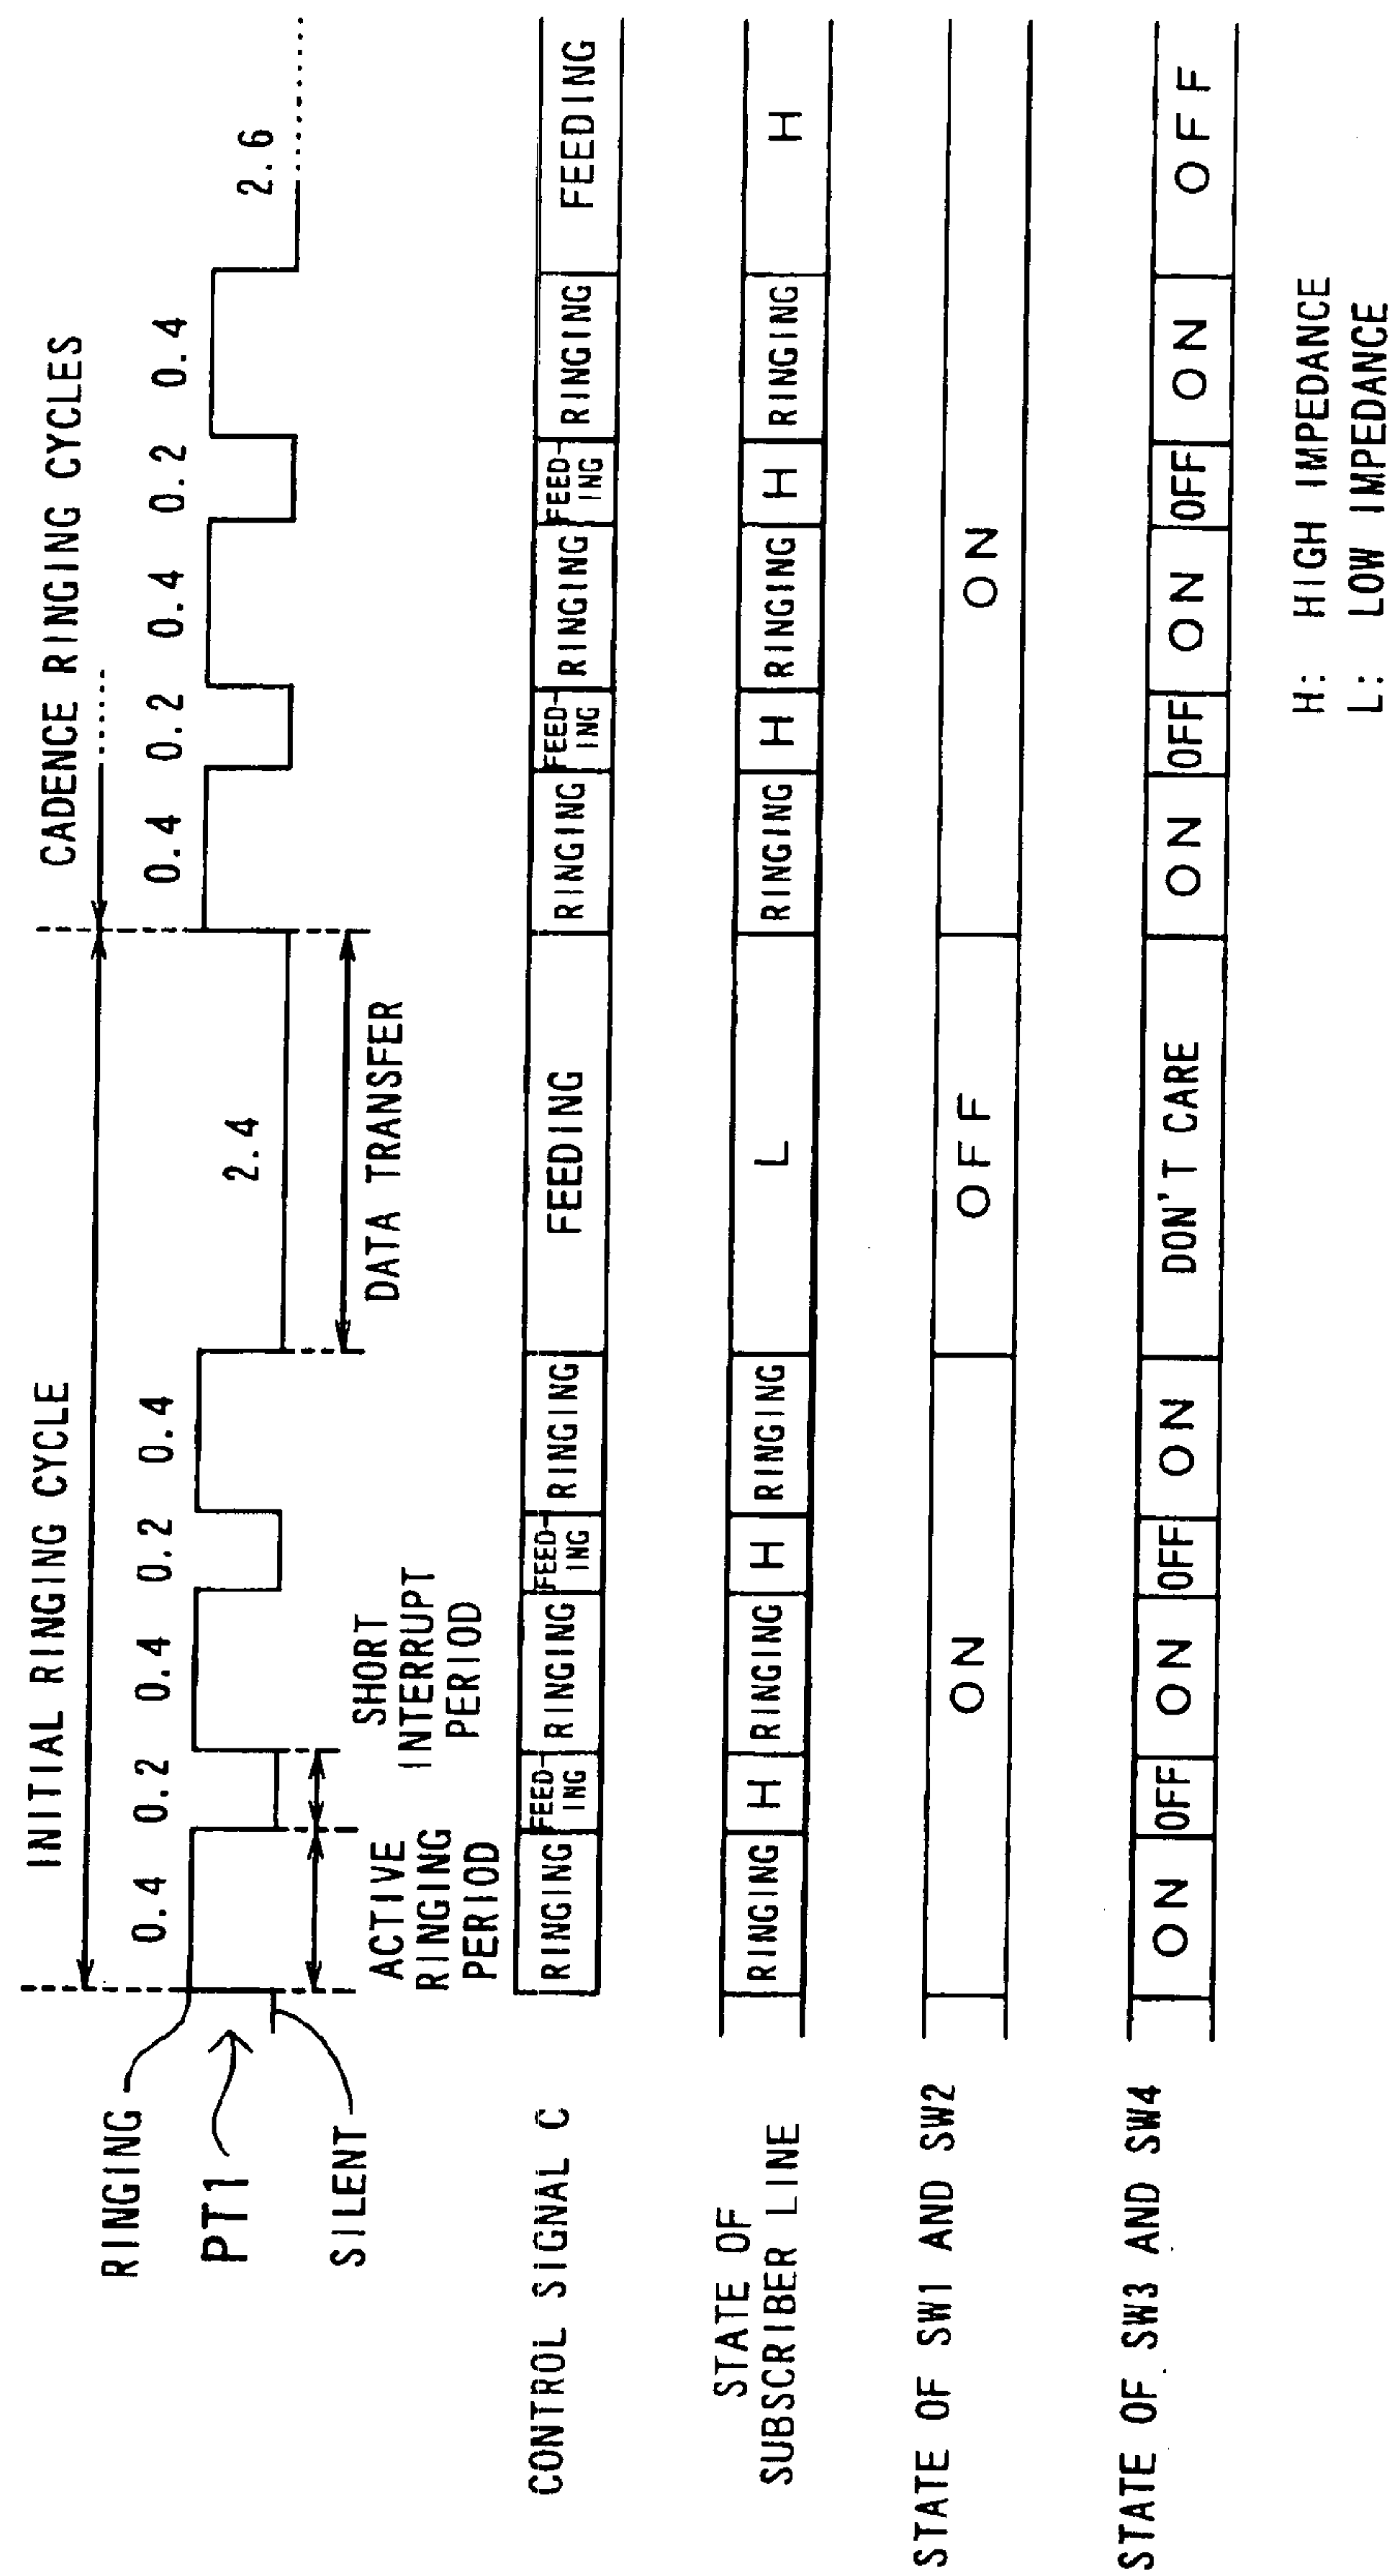 INITIAL RINGING CYCLE
CADENCE RINGING CYCLES
RINGING
0.4 0.2 0.4 0.2 0.4 2.4 0.4 0.2 0.4 0.2 0.4 2.6
PT1
SILENT
ACTIVE
RINGING
PERIOD
SHORT
INTERRUPT
PERIOD
DATA TRANSFER
CONTROL SIGNAL C
RINGING
FEED-
ING
RINGING
FEED-
ING
RINGING
FEEDING
RINGING
FEED-
ING
RINGING
FEED-
ING
RINGING
FEEDING
STATE OF
SUBSCRIBER LINE
RINGING H RINGING H RINGING L RINGING H RINGING H RINGING H
STATE OF SW1 AND SW2
ON OFF ON
STATE OF SW3 AND SW4
ON OFF ON OFF ON DON'T CARE ON OFF ON OFF ON OFF
H: HIGH IMPEDANCE
L: LOW IMPEDANCE